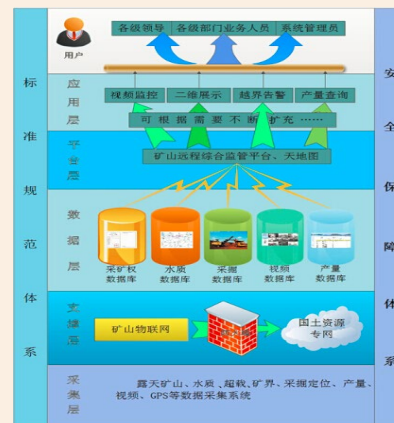 各级领导 各级部门业务人员 系统管理员
用户
标准规范体系
安全保障体系
应用层
视频监控 二维展示 越界告警 产量查询
可根据需要不断扩充……
平台层
矿山远程综合监管平台、天地图
数据层
采矿权数据库
水质数据库
采掘数据库
视频数据库
产量数据库
支撑层
矿山物联网
国土资源专网
采集层
露天矿山、水质、超载、矿界、采掘定位、产量、
视频、GPS等数据采集系统